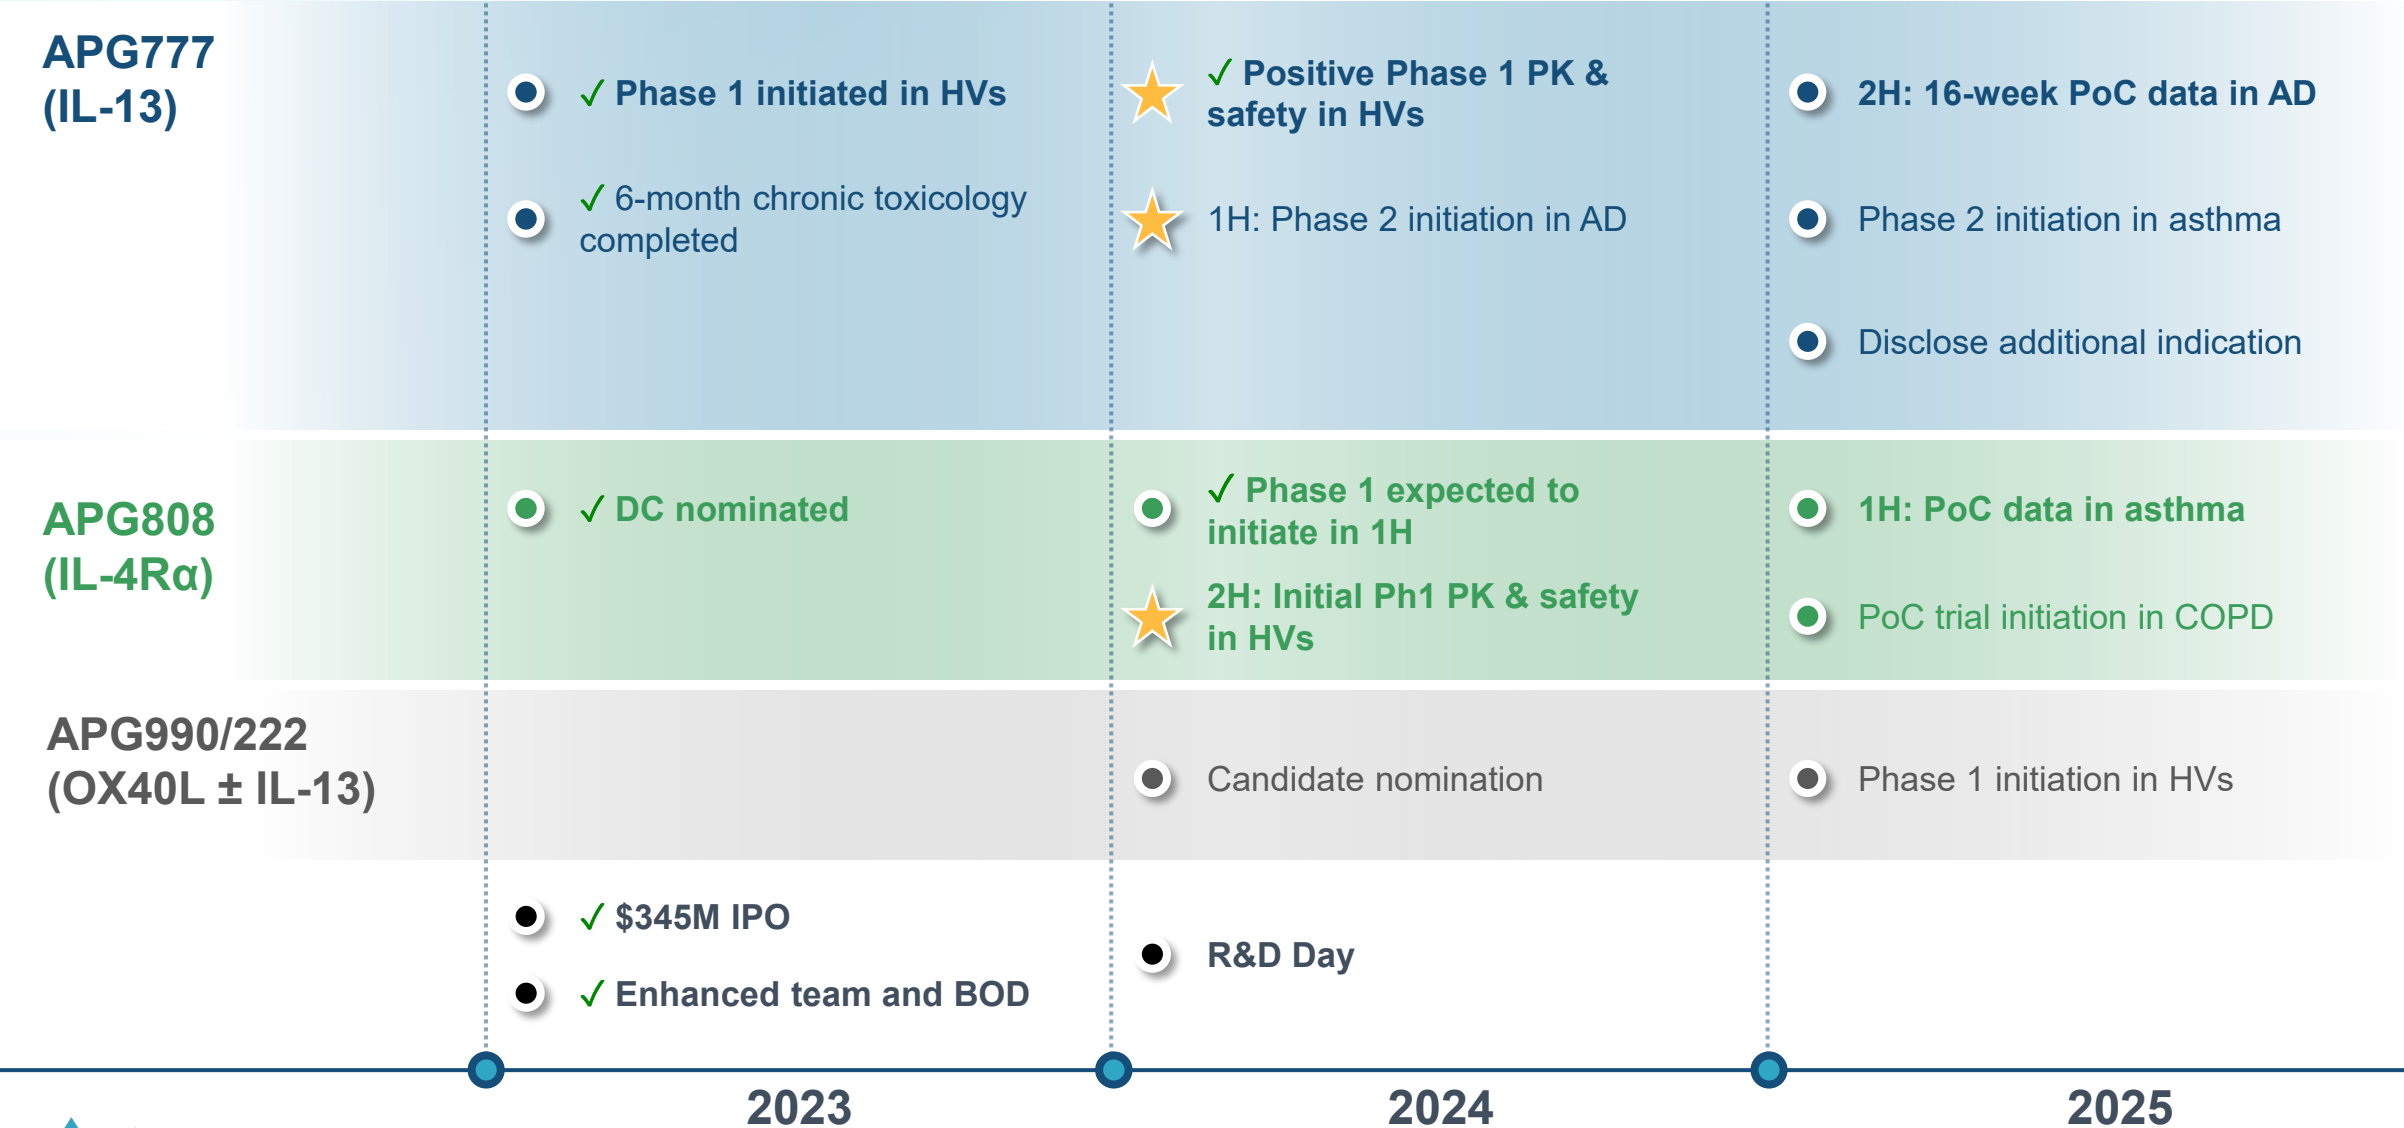 APG777
(IL-13)
✓ Phase 1 initiated in HVs
✓ 6-month chronic toxicology
completed
✓ Positive Phase 1 PK &
safety in HVs
1H: Phase 2 initiation in AD
2H: 16-week PoC data in AD
Phase 2 initiation in asthma
Disclose additional indication
APG808
(IL-4Rα)
✓ DC nominated
✓ Phase 1 expected to
initiate in 1H
2H: Initial Ph1 PK & safety
in HVs
1H: PoC data in asthma
PoC trial initiation in COPD
APG990/222
(OX40L ± IL-13)
Candidate nomination
Phase 1 initiation in HVs
✓ $345M IPO
✓ Enhanced team and BOD
R&D Day
2023
2024
2025